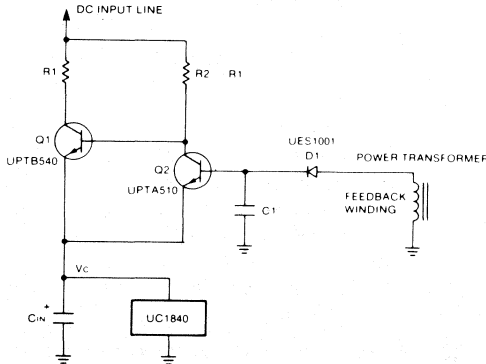 DC INPUT LINE
R1
R2 R1
Q1
UPTB540
Q2
UPTA510
UES1001
D1
POWER TRANSFORMER
FEEDBACK
WINDING
C1
Vc
+
CIN
UC1840